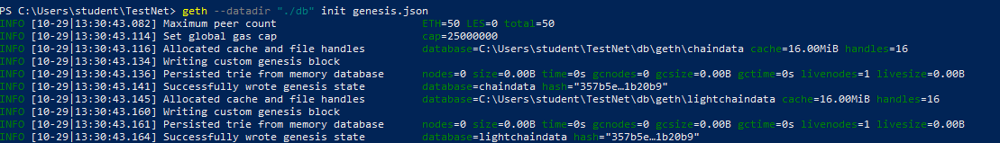 PS C:\Users\student\TestNet> geth --datadir "./db" init genesis.json
INFO [10-29|13:30:43.082] Maximum peer count                       ETH=50 LES=0 total=50
INFO [10-29|13:30:43.114] Set global gas cap                       cap=25000000
INFO [10-29|13:30:43.116] Allocated cache and file handles         database=C:\Users\student\TestNet\db\geth\chaindata cache=16.00MiB handles=16
INFO [10-29|13:30:43.134] Writing custom genesis block
INFO [10-29|13:30:43.136] Persisted trie from memory database      nodes=0 size=0.00B time=0s gcnodes=0 gcsize=0.00B gctime=0s livenodes=1 livesize=0.00B
INFO [10-29|13:30:43.141] Successfully wrote genesis state         database=chaindata hash="357b5e…1b20b9"
INFO [10-29|13:30:43.145] Allocated cache and file handles         database=C:\Users\student\TestNet\db\geth\lightchaindata cache=16.00MiB handles=16
INFO [10-29|13:30:43.160] Writing custom genesis block
INFO [10-29|13:30:43.161] Persisted trie from memory database      nodes=0 size=0.00B time=0s gcnodes=0 gcsize=0.00B gctime=0s livenodes=1 livesize=0.00B
INFO [10-29|13:30:43.164] Successfully wrote genesis state         database=lightchaindata hash="357b5e…1b20b9"